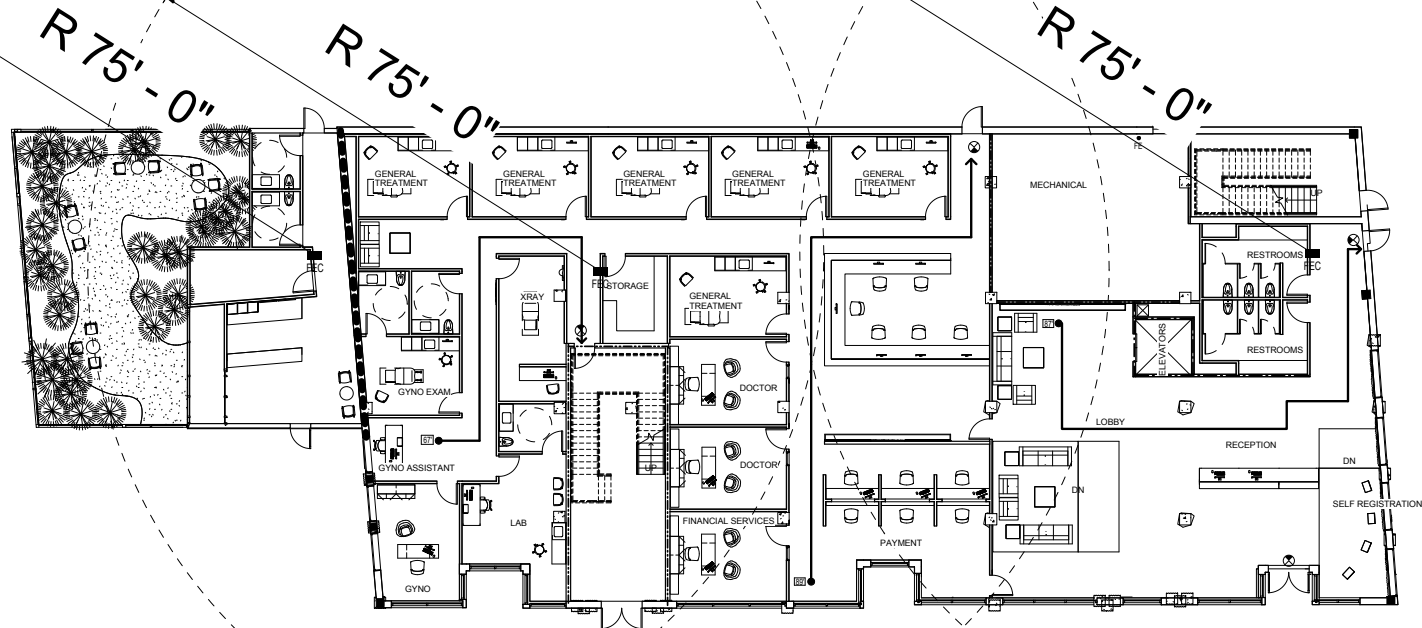 R 75' - 0"
R 75' - 0"
R 75' - 0"
GENERAL
TREATMENT
GENERAL
TREATMENT
GENERAL
TREATMENT
GENERAL
TREATMENT
GENERAL
TREATMENT
MECHANICAL
FE
UP
FEC
FEC
STORAGE
XRAY
GENERAL
TREATMENT
RESTROOMS
FEC
RESTROOMS
ELEVATORS
67'
GYNO EXAM.
DOCTOR
LOBBY
67'
GYNO ASSISTANT
UP
DOCTOR
RECEPTION
DN
DN
SELF REGISTRATION
LAB
FINANCIAL SERVICES
PAYMENT
GYNO